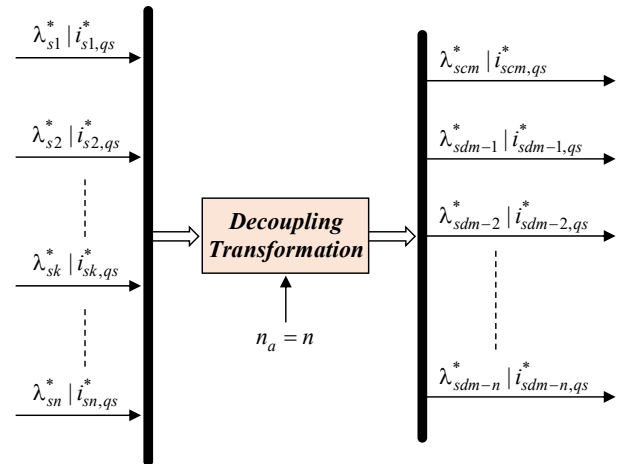 λ*s1 | i*s1,qs
λ*s2 | i*s2,qs
λ*sk | i*sk,qs
λ*sn | i*sn,qs
Decoupling
Transformation
n_a = n
λ*scm | i*scm,qs
λ*sdm−1 | i*sdm−1,qs
λ*sdm−2 | i*sdm−2,qs
λ*sdm−n | i*sdm−n,qs